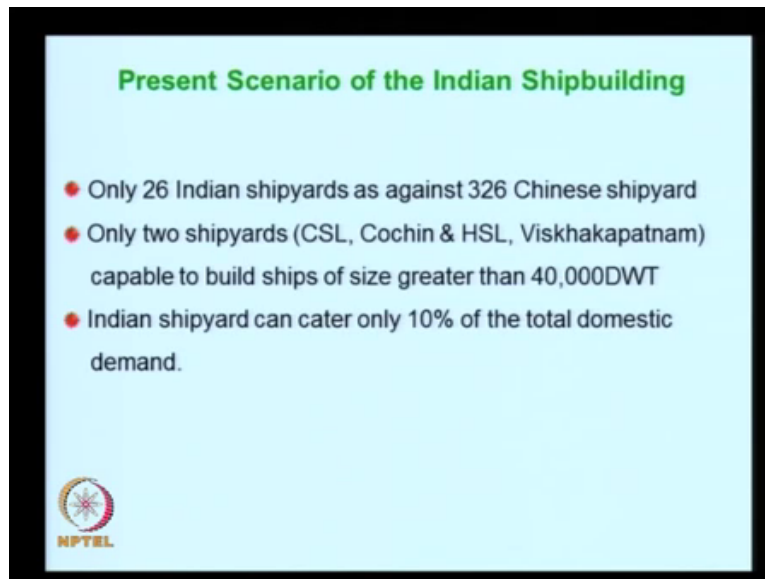 Present Scenario of the Indian Shipbuilding
Only 26 Indian shipyards as against 326 Chinese shipyard
Only two shipyards (CSL, Cochin & HSL, Viskhakapatnam)
capable to build ships of size greater than 40,000DWT
Indian shipyard can cater only 10% of the total domestic
demand.
NPTEL